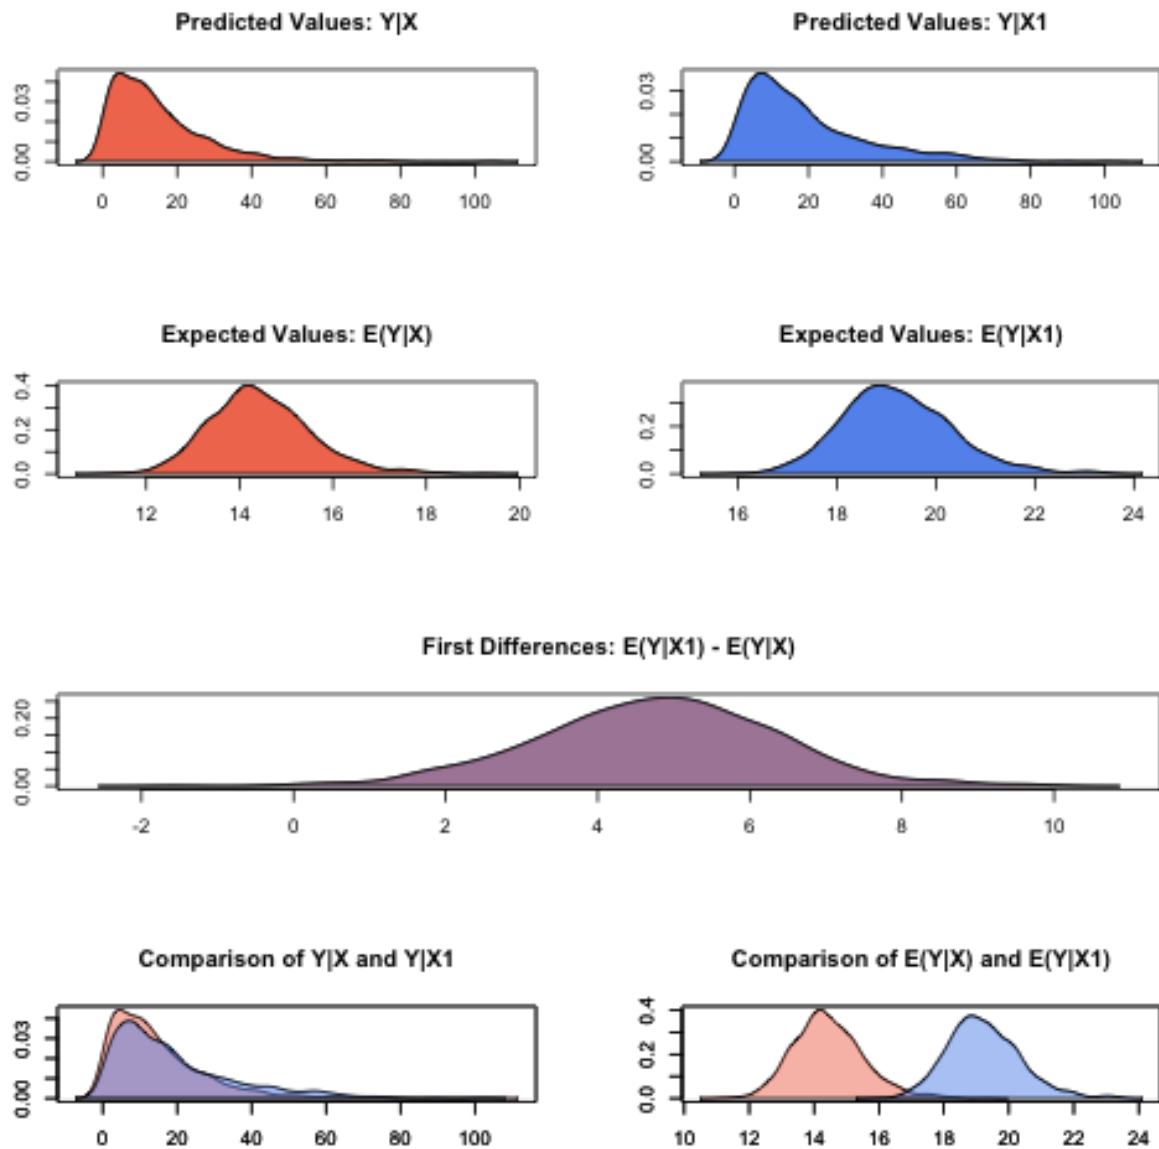 Predicted Values: Y|X
0.00 0.03
0 20 40 60 80 100
Predicted Values: Y|X1
0.00 0.03
0 20 40 60 80 100
Expected Values: E(Y|X)
0.0 0.2 0.4
12 14 16 18 20
Expected Values: E(Y|X1)
0.0 0.2
16 18 20 22 24
First Differences: E(Y|X1) - E(Y|X)
0.00 0.20
-2 0 2 4 6 8 10
Comparison of Y|X and Y|X1
0.00 0.03
0 20 40 60 80 100
Comparison of E(Y|X) and E(Y|X1)
0.0 0.2 0.4
10 12 14 16 18 20 22 24